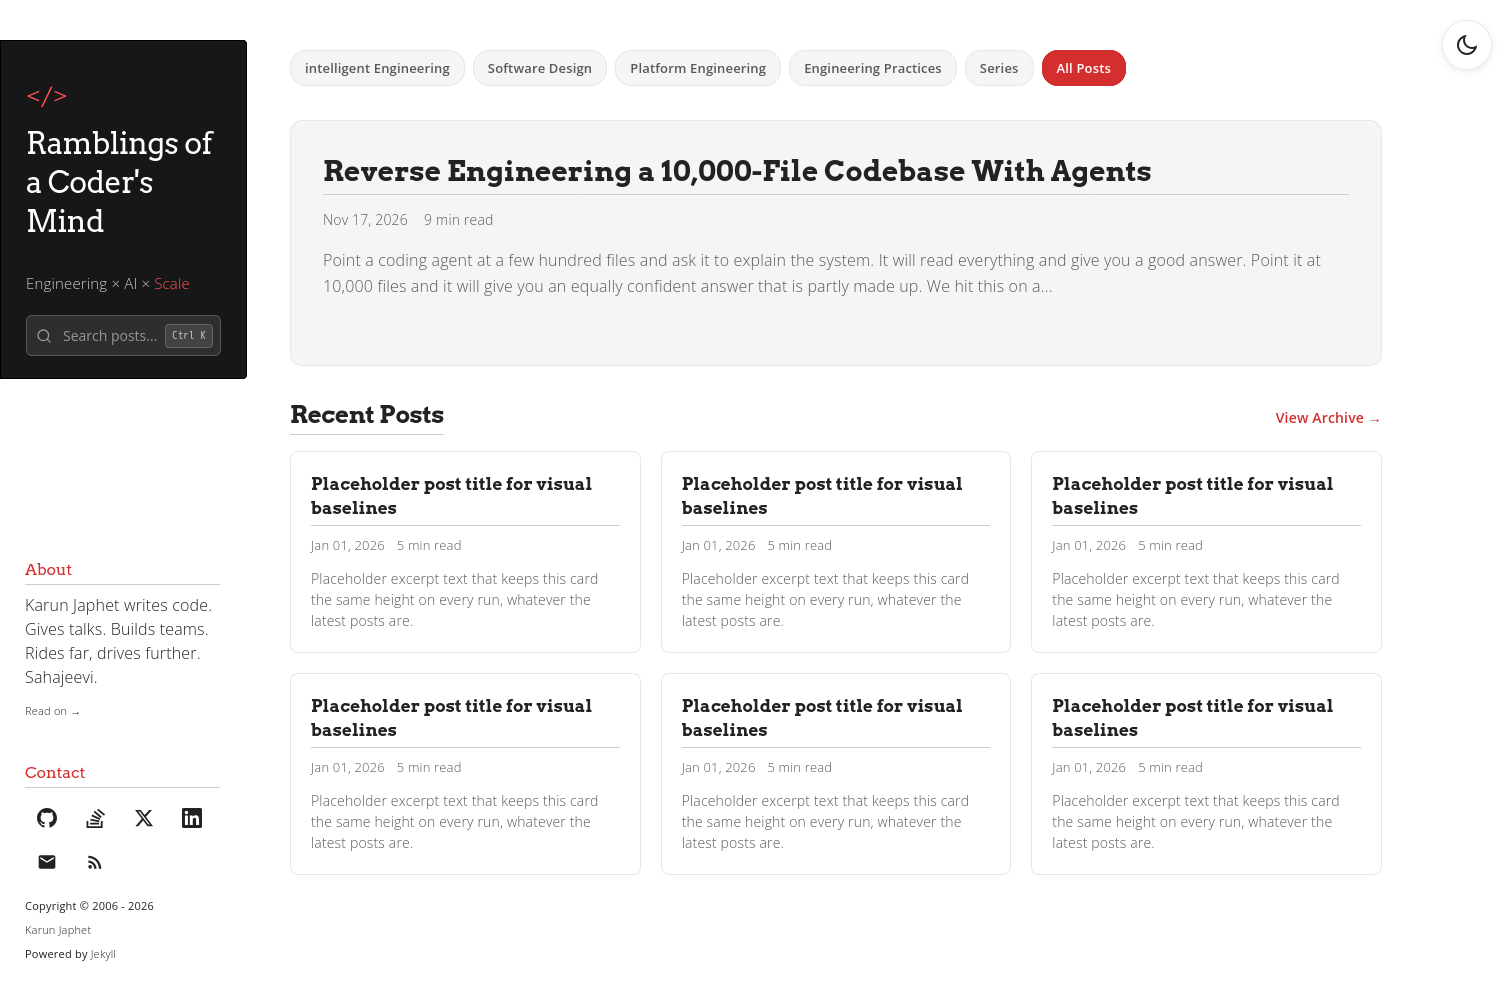 </>
Ramblings of
a Coder's
Mind
Engineering × AI × Scale
Search posts... Ctrl K
intelligent Engineering
Software Design
Platform Engineering
Engineering Practices
Series
All Posts
Reverse Engineering a 10,000-File Codebase With Agents
Nov 17, 2026 9 min read
Point a coding agent at a few hundred files and ask it to explain the system. It will read everything and give you a good answer. Point it at
10,000 files and it will give you an equally confident answer that is partly made up. We hit this on a...
Recent Posts
View Archive →
Placeholder post title for visual
baselines
Jan 01, 2026 5 min read
Placeholder excerpt text that keeps this card
the same height on every run, whatever the
latest posts are.
Placeholder post title for visual
baselines
Jan 01, 2026 5 min read
Placeholder excerpt text that keeps this card
the same height on every run, whatever the
latest posts are.
Placeholder post title for visual
baselines
Jan 01, 2026 5 min read
Placeholder excerpt text that keeps this card
the same height on every run, whatever the
latest posts are.
Placeholder post title for visual
baselines
Jan 01, 2026 5 min read
Placeholder excerpt text that keeps this card
the same height on every run, whatever the
latest posts are.
Placeholder post title for visual
baselines
Jan 01, 2026 5 min read
Placeholder excerpt text that keeps this card
the same height on every run, whatever the
latest posts are.
Placeholder post title for visual
baselines
Jan 01, 2026 5 min read
Placeholder excerpt text that keeps this card
the same height on every run, whatever the
latest posts are.
About
Karun Japhet writes code.
Gives talks. Builds teams.
Rides far, drives further.
Sahajeevi.
Read on →
Contact
Copyright © 2006 - 2026
Karun Japhet
Powered by Jekyll